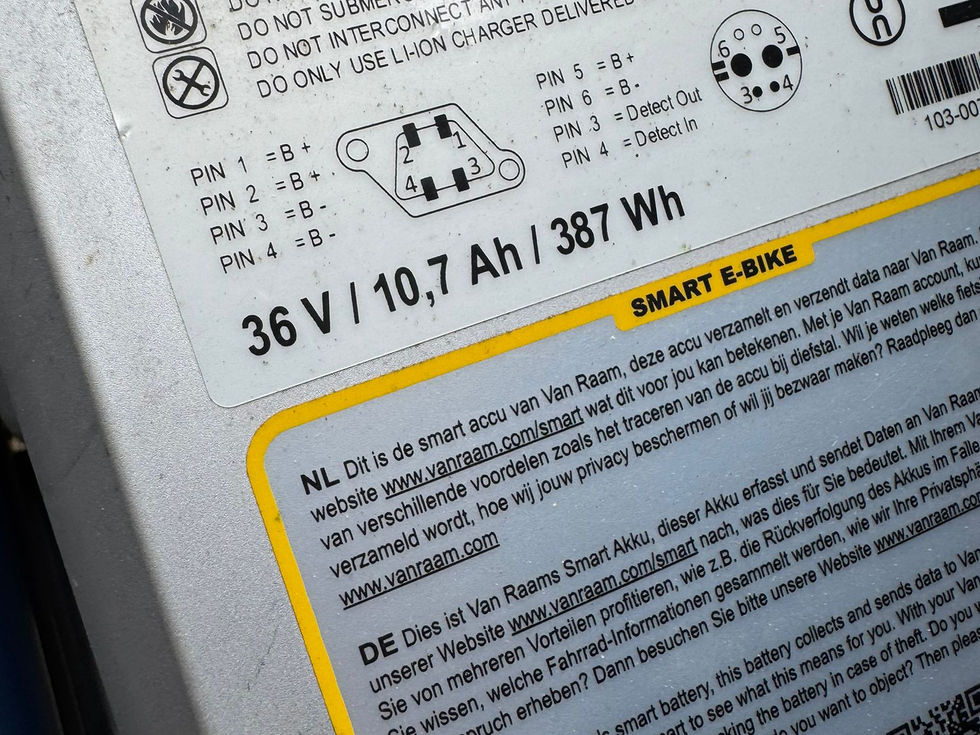 DO NOT SUBMER
DO NOT INTERCONNECT ANY
DO ONLY USE LI-ION CHARGER DELIVERED
PIN 1 = B +
PIN 2 = B +
PIN 3 = B -
PIN 4 = B -
2 1
4 3
PIN 5 = B +
PIN 6 = B -
PIN 3 = Detect Out
PIN 4 = Detect In
6 5
3 4
103-00
36 V / 10,7 Ah / 387 Wh
SMART E-BIKE
NL Dit is de smart accu van Van Raam, deze accu verzamelt en verzendt data naar Van Raam.
website www.vanraam.com/smart wat dit voor jou kan betekenen. Met je Van Raam account, ku
van verschillende voordelen zoals het traceren van de accu bij diefstal. Wil je weten welke fiets
verzameld wordt, hoe wij jouw privacy beschermen of wil jij bezwaar maken? Raadpleeg dan
www.vanraam.com
DE Dies ist Van Raams Smart Akku, dieser Akku erfasst und sendet Daten an Van Raam
unserer Website www.vanraam.com/smart nach, was dies für Sie bedeutet. Mit Ihrem Va
Sie von mehreren Vorteilen profitieren, wie z.B. die Rückverfolgung des Akkus im Falle
ie wissen, welche Fahrrad-Informationen gesammelt werden, wie wir Ihre Privatsph
pruch erheben? Dann besuchen Sie bitte unsere Website www.vanraam.co
s smart battery, this battery collects and sends data to Van
art to see what this means for you. With your Van
king the battery in case of theft. Do you
you want to object? Then pleas